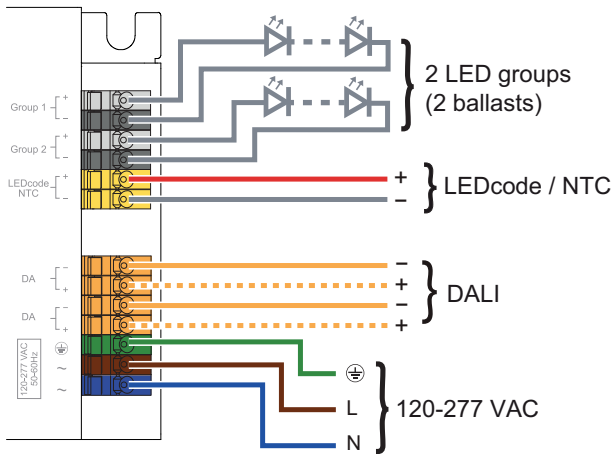 Group 1
+
−
Group 2
+
−
LEDcode
NTC
+
−
2 LED groups
(2 ballasts)
+
−
LEDcode / NTC
DA
−
+
DA
−
+
−
+
−
+
DALI
120-277 VAC
50-60Hz
~
~
L
N
120-277 VAC